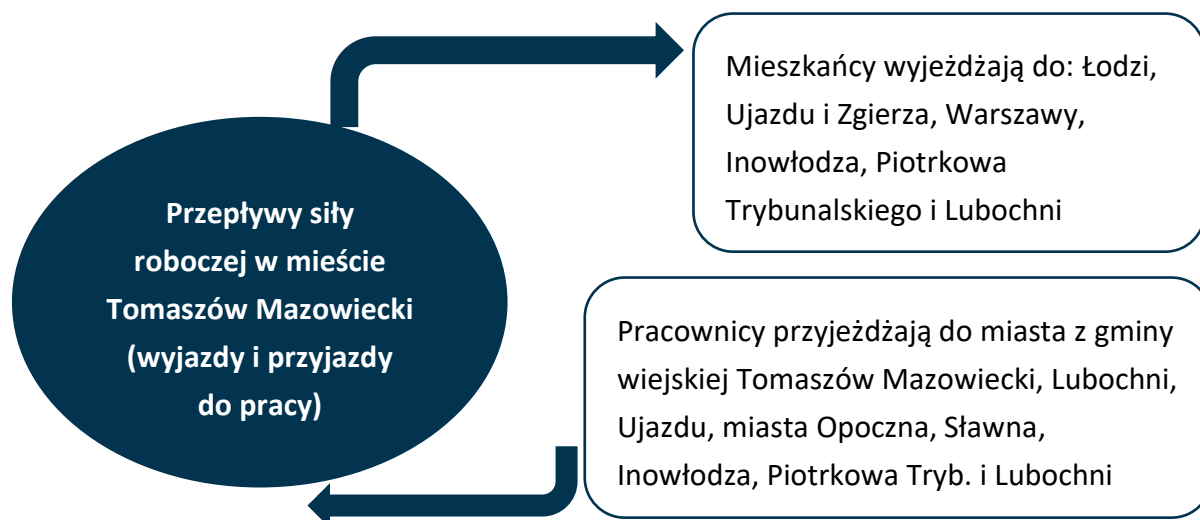 Mieszkańcy wyjeżdżają do: Łodzi,
Ujazdu i Zgierza, Warszawy,
Inowłodza, Piotrkowa
Trybunalskiego i Lubochni
Przepływy siły
roboczej w mieście
Tomaszów Mazowiecki
(wyjazdy i przyjazdy
do pracy)
Pracownicy przyjeżdżają do miasta z gminy
wiejskiej Tomaszów Mazowiecki, Lubochni,
Ujazdu, miasta Opoczna, Sławna,
Inowłodza, Piotrkowa Tryb. i Lubochni